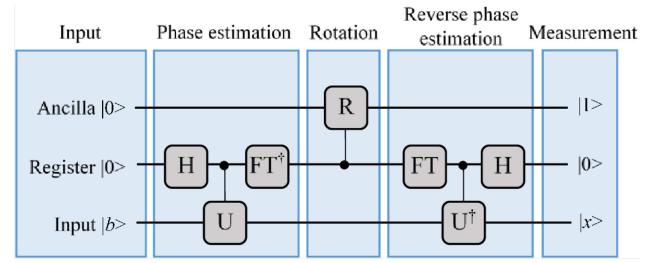 Input
Phase estimation
Rotation
Reverse phase
estimation
Measurement
Ancilla |0>
R
|1>
Register |0>
H
FT†
FT
H
|0>
Input |b>
U
U†
|x>